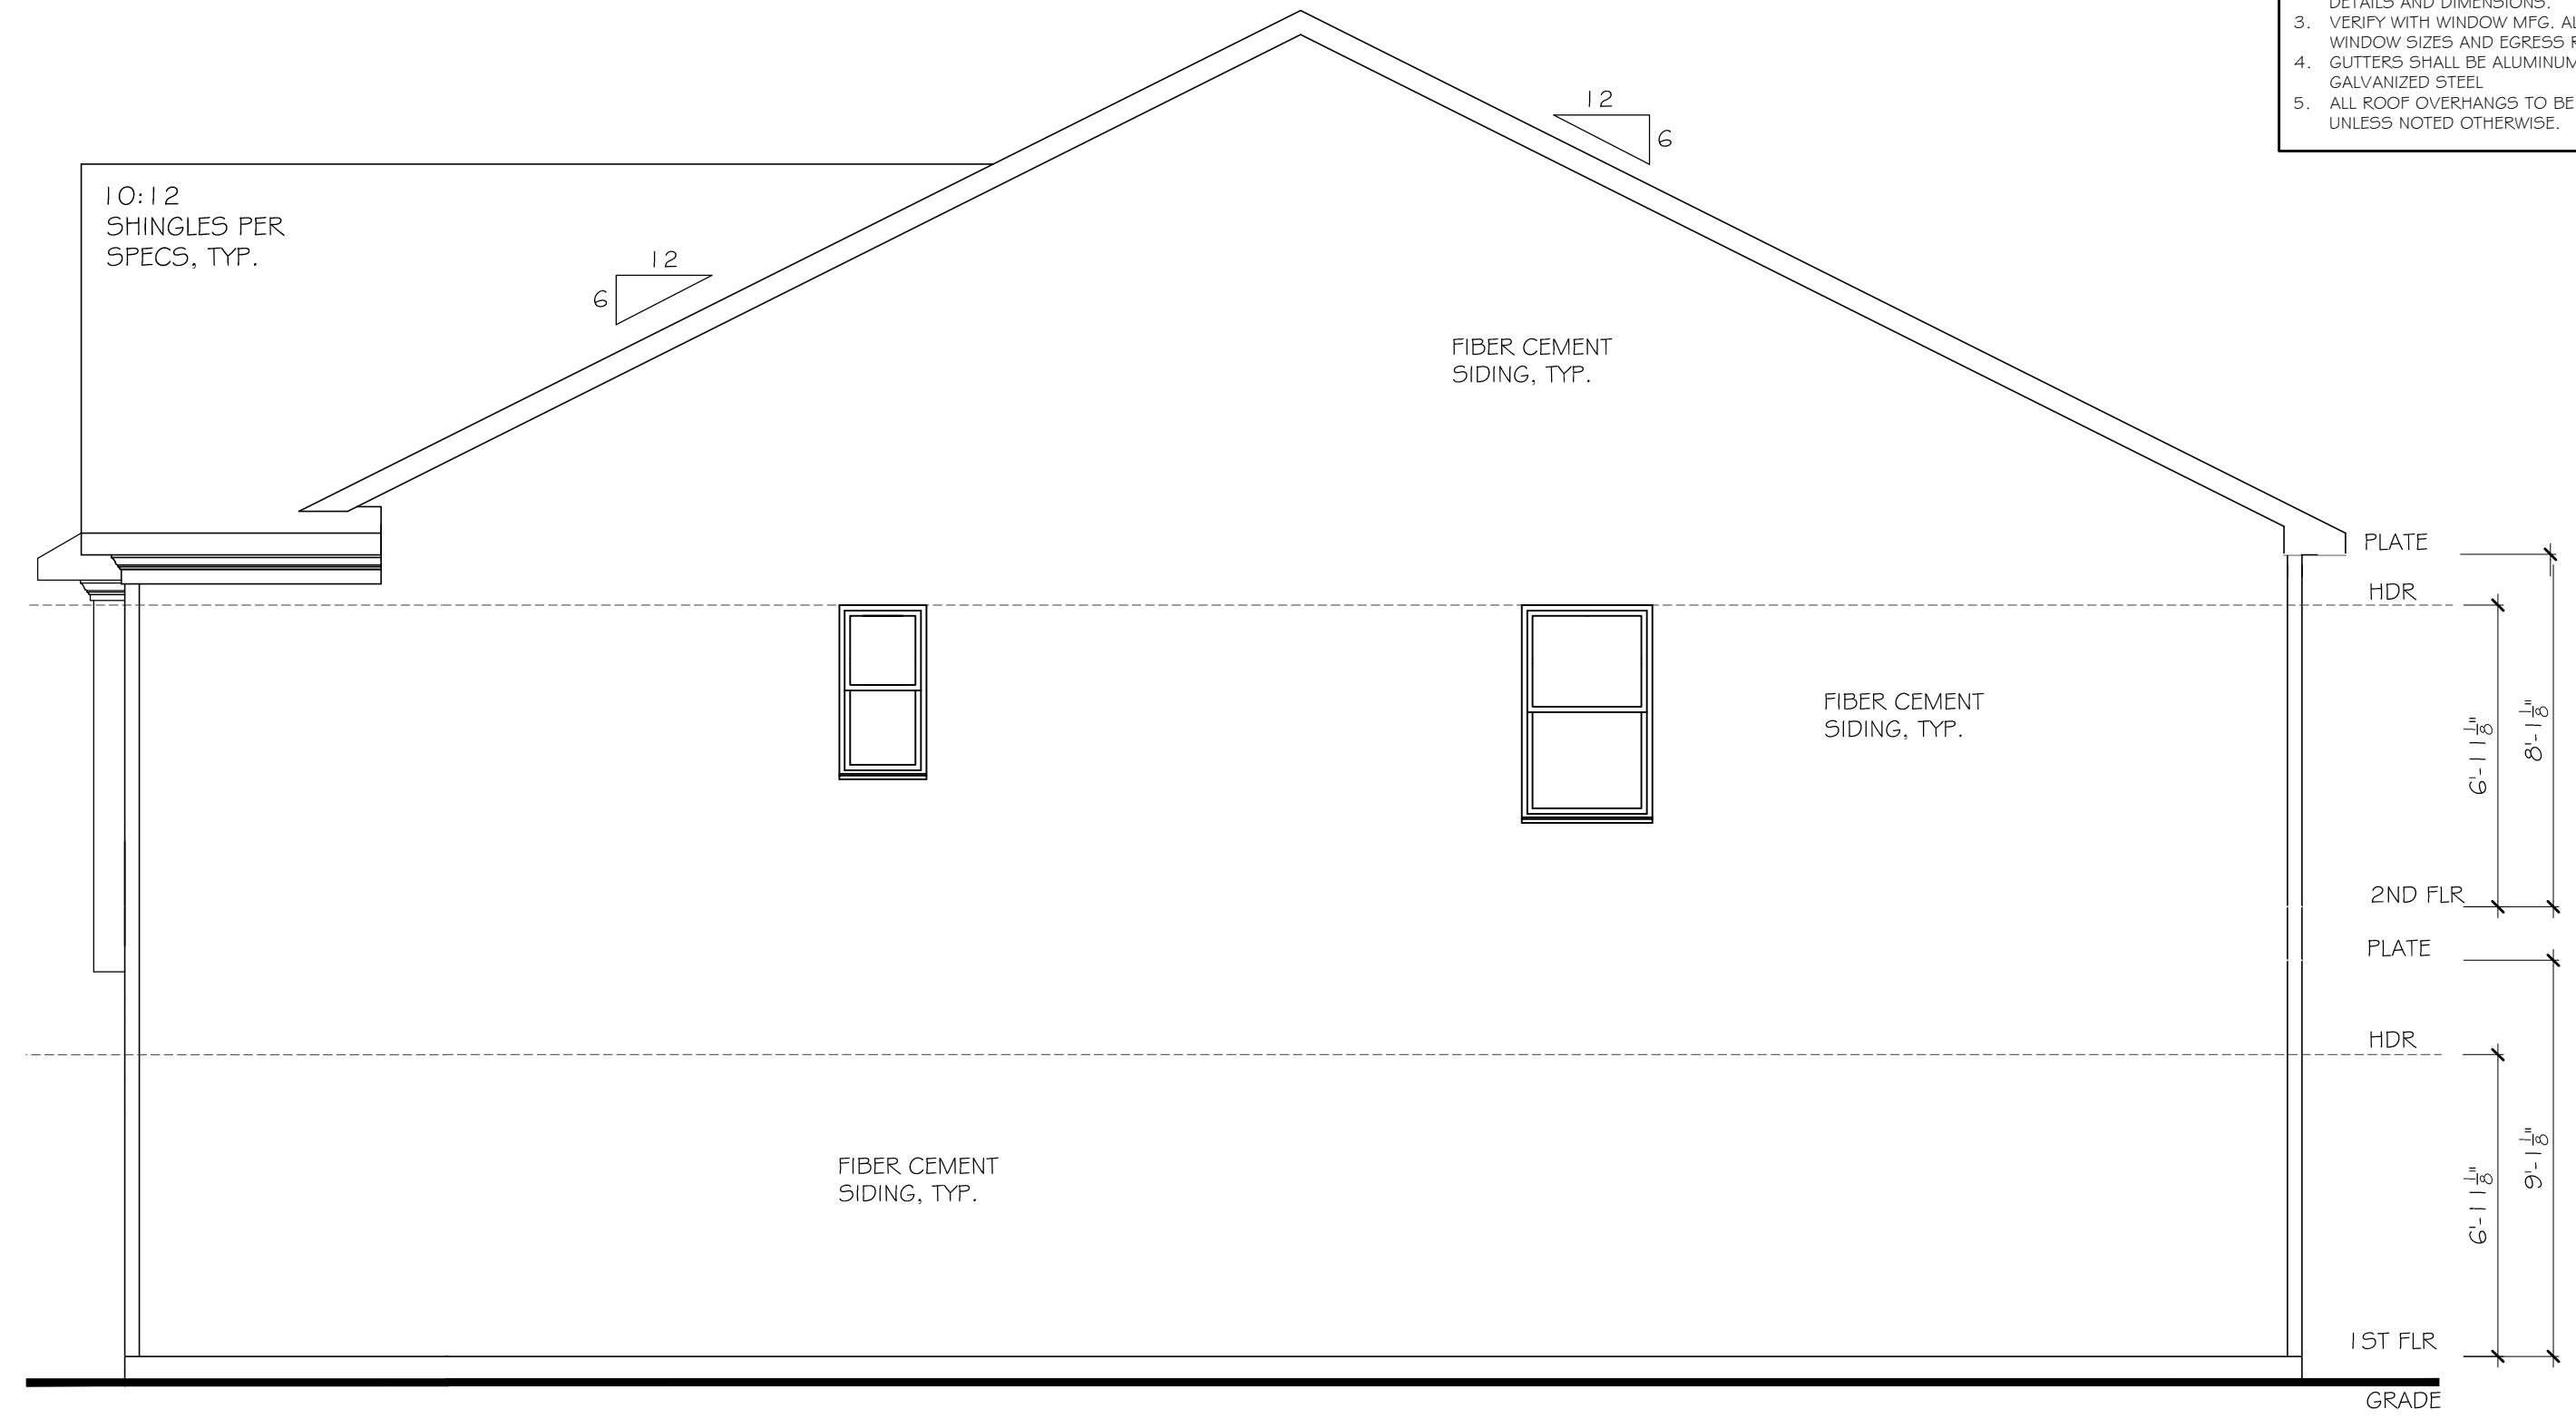 DETAILS AND DIMENSIONS.
3. VERIFY WITH WINDOW MFG.
WINDOW SIZES AND EGRESS
4. GUTTERS SHALL BE ALUMINUM
GALVANIZED STEEL
5. ALL ROOF OVERHANGS TO BE
UNLESS NOTED OTHERWISE.
12
6
10:12
SHINGLES PER
SPECS, TYP.
12
6
FIBER CEMENT
SIDING, TYP.
PLATE
HDR
FIBER CEMENT
SIDING, TYP.
6'-11 1/8"
8'-1 1/8"
2ND FLR
PLATE
HDR
FIBER CEMENT
SIDING, TYP.
6'-11 1/8"
9'-1 1/8"
1ST FLR
GRADE